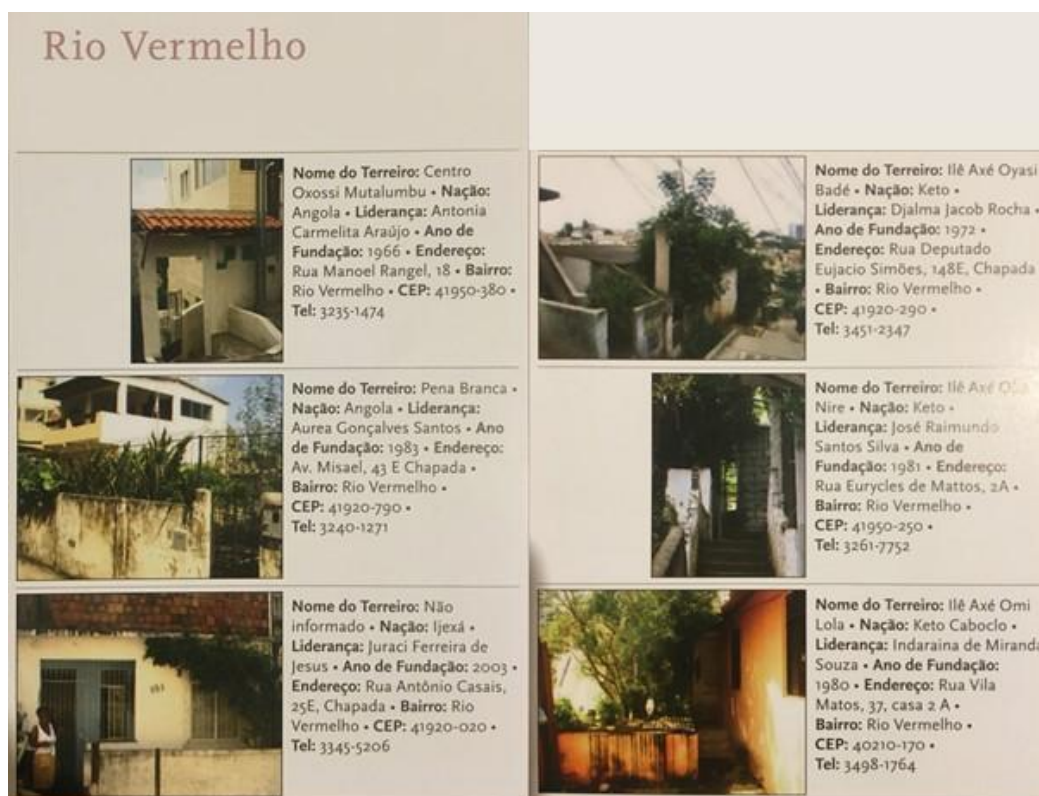 Rio Vermelho
Nome do Terreiro: Centro
Oxossi Mutalumbu • Nação:
Angola • Liderança: Antonia
Carmelita Araújo • Ano de
Fundação: 1966 • Endereço:
Rua Manoel Rangel, 18 • Bairro:
Rio Vermelho • CEP: 41950-380 •
Tel: 3235-1474
Nome do Terreiro: Pena Branca •
Nação: Angola • Liderança:
Aurea Gonçalves Santos • Ano
de Fundação: 1983 • Endereço:
Av. Misael, 43 E Chapada •
Bairro: Rio Vermelho •
CEP: 41920-790 •
Tel: 3240-1271
Nome do Terreiro: Não
informado • Nação: Ijexá •
Liderança: Juraci Ferreira de
Jesus • Ano de Fundação: 2003 •
Endereço: Rua Antônio Casais,
25E, Chapada • Bairro: Rio
Vermelho • CEP: 41920-020 •
Tel: 3345-5206
Nome do Terreiro: Ilê Axé Oyasi
Badé • Nação: Keto •
Liderança: Djalma Jacob Rocha •
Ano de Fundação: 1972 •
Endereço: Rua Deputado
Eujacio Simões, 148E, Chapada
• Bairro: Rio Vermelho •
CEP: 41920-290 •
Tel: 3451-2347
Nome do Terreiro: Ilê Axé
Nire • Nação: Keto •
Liderança: José Raimundo
Santos Silva • Ano de
Fundação: 1981 • Endereço:
Rua Eurycles de Mattos, 2A •
Bairro: Rio Vermelho •
CEP: 41950-250 •
Tel: 3261-7752
Nome do Terreiro: Ilê Axé Omi
Lola • Nação: Keto Caboclo •
Liderança: Indaraina de Miranda
Souza • Ano de Fundação:
1980 • Endereço: Rua Vila
Matos, 37, casa 2 A •
Bairro: Rio Vermelho •
CEP: 40210-170 •
Tel: 3498-1764